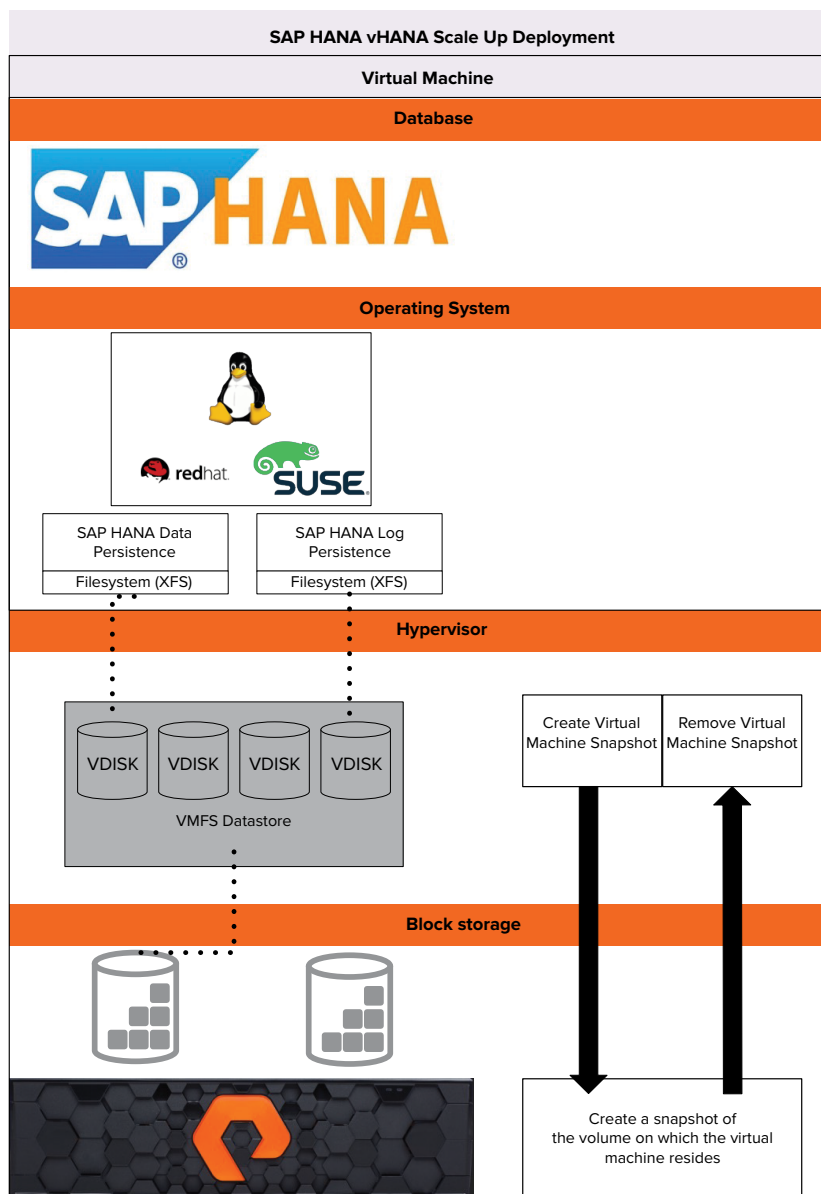 SAP HANA vHANA Scale Up Deployment
Virtual Machine
Database
SAP HANA
®
Operating System
redhat.
SUSE®
SAP HANA Data
Persistence
Filesystem (XFS)
SAP HANA Log
Persistence
Filesystem (XFS)
Hypervisor
VDISK
VDISK
VDISK
VDISK
VMFS Datastore
Create Virtual
Machine Snapshot
Remove Virtual
Machine Snapshot
Block storage
Create a snapshot of
the volume on which the virtual
machine resides